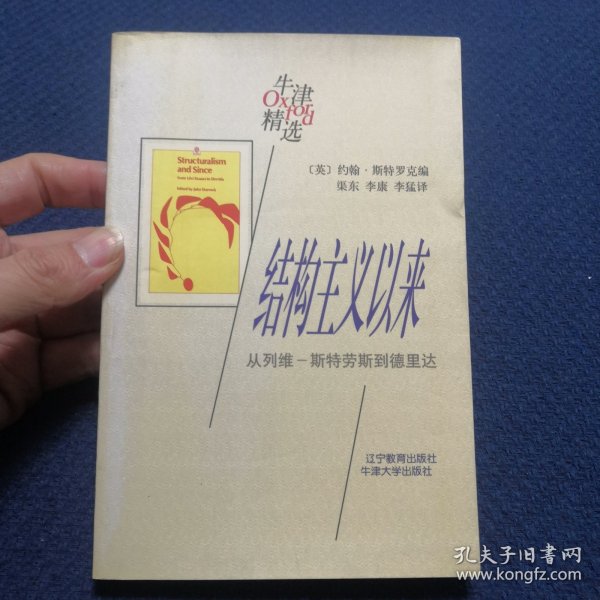 牛津
Oxford
精选
Structuralism
and Since
From Lévi-Strauss to Derrida
Edited by John Sturrock
〔英〕约翰·斯特罗克编
渠东 李康 李猛译
结构主义以来
从列维－斯特劳斯到德里达
辽宁教育出版社
牛津大学出版社
孔夫子旧书网
www.kongfz.com